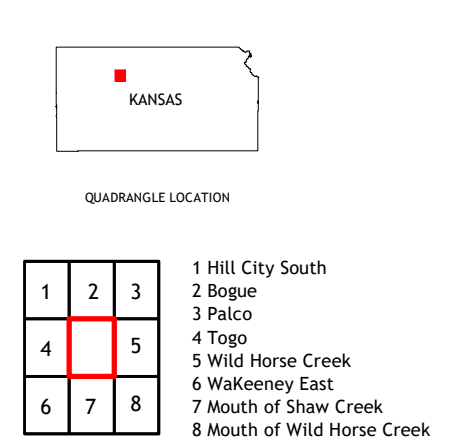 KANSAS
QUADRANGLE LOCATION
1 2 3
4 5
6 7 8
1 Hill City South
2 Bogue
3 Palco
4 Togo
5 Wild Horse Creek
6 WaKeeney East
7 Mouth of Shaw Creek
8 Mouth of Wild Horse Creek